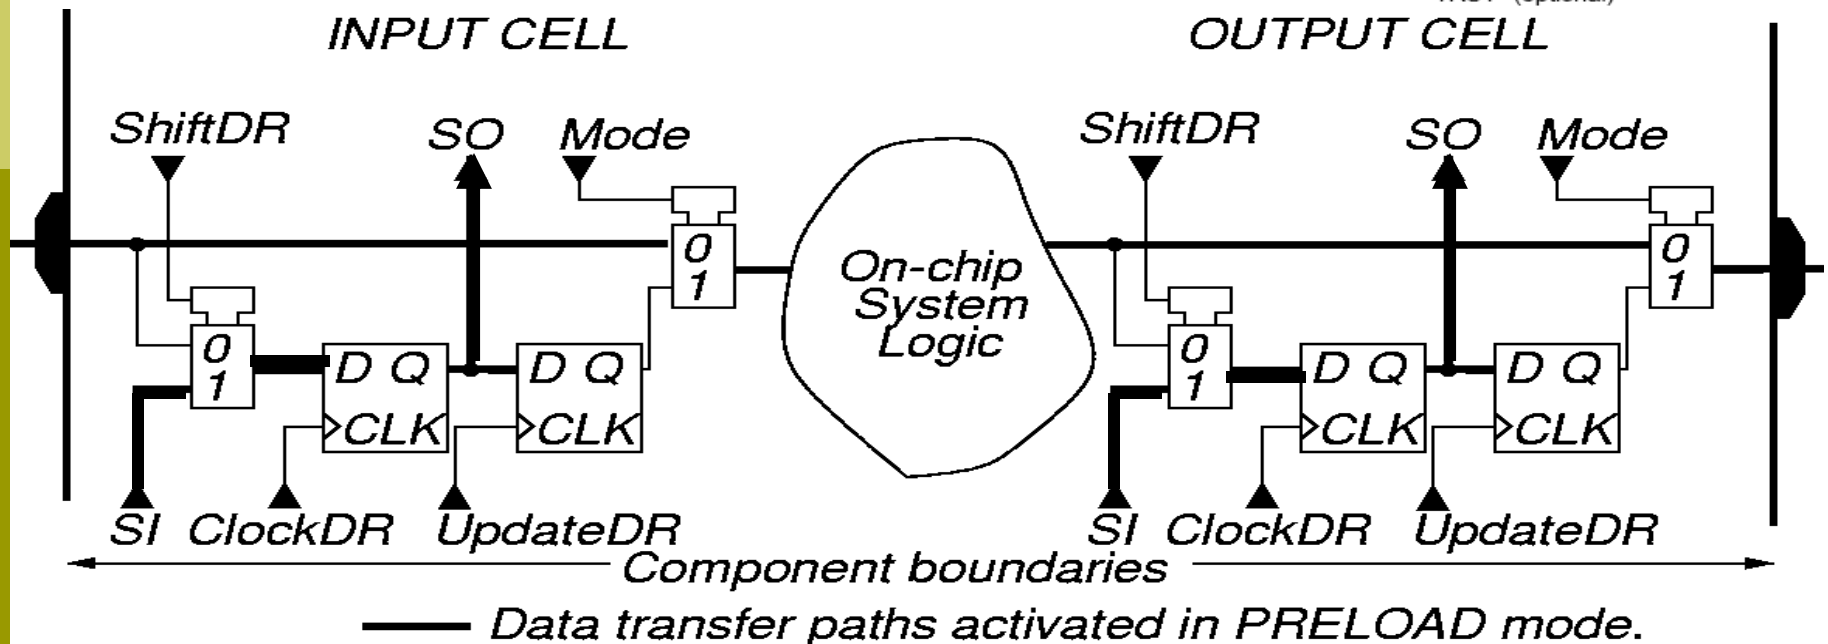 (optional)
INPUT CELL
OUTPUT CELL
ShiftDR
SO
Mode
ShiftDR
SO
Mode
0
1
On-chip
System
Logic
0
1
0
1
D Q
CLK
D Q
CLK
0
1
D Q
CLK
D Q
CLK
SI
ClockDR
UpdateDR
SI
ClockDR
UpdateDR
Component boundaries
Data transfer paths activated in PRELOAD mode.